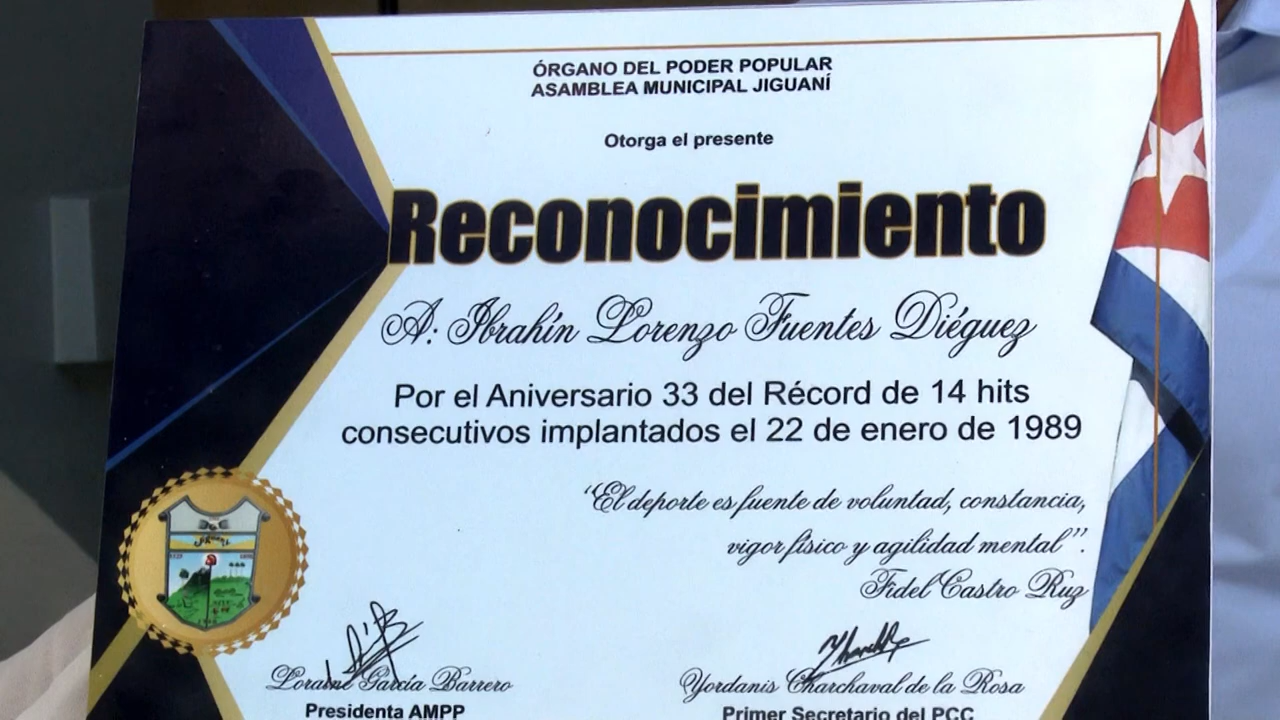 ÓRGANO DEL PODER POPULAR
ASAMBLEA MUNICIPAL JIGUANÍ
Otorga el presente
Reconocimiento
A: Ibrahín Lorenzo Fuentes Diéguez
Por el Aniversario 33 del Récord de 14 hits
consecutivos implantados el 22 de enero de 1989
“El deporte es fuente de voluntad, constancia,
vigor físico y agilidad mental”.
Fidel Castro Ruz
JIGUANÍ
Loraine García Barrero
Presidenta AMPP
Yordanis Charchaval de la Rosa
Primer Secretario del PCC